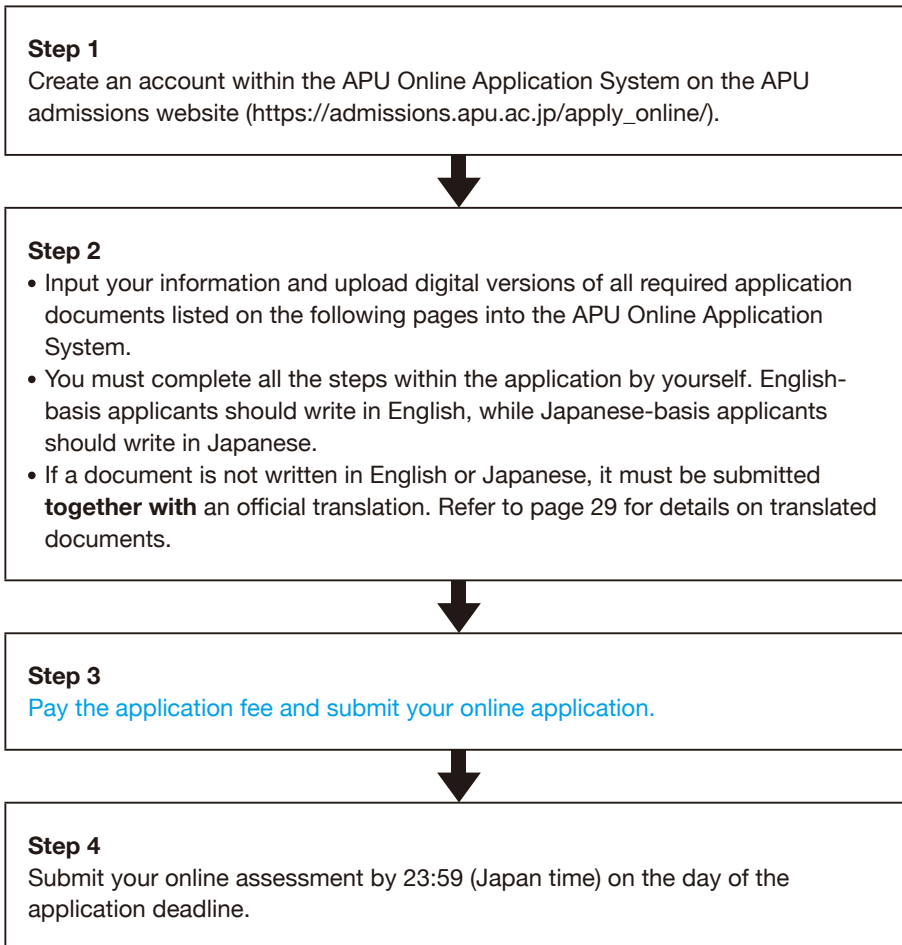 Step 1
Create an account within the APU Online Application System on the APU
admissions website (https://admissions.apu.ac.jp/apply_online/).
Step 2
• Input your information and upload digital versions of all required application
documents listed on the following pages into the APU Online Application
System.
• You must complete all the steps within the application by yourself. English-
basis applicants should write in English, while Japanese-basis applicants
should write in Japanese.
• If a document is not written in English or Japanese, it must be submitted
together with an official translation. Refer to page 29 for details on translated
documents.
Step 3
Pay the application fee and submit your online application.
Step 4
Submit your online assessment by 23:59 (Japan time) on the day of the
application deadline.